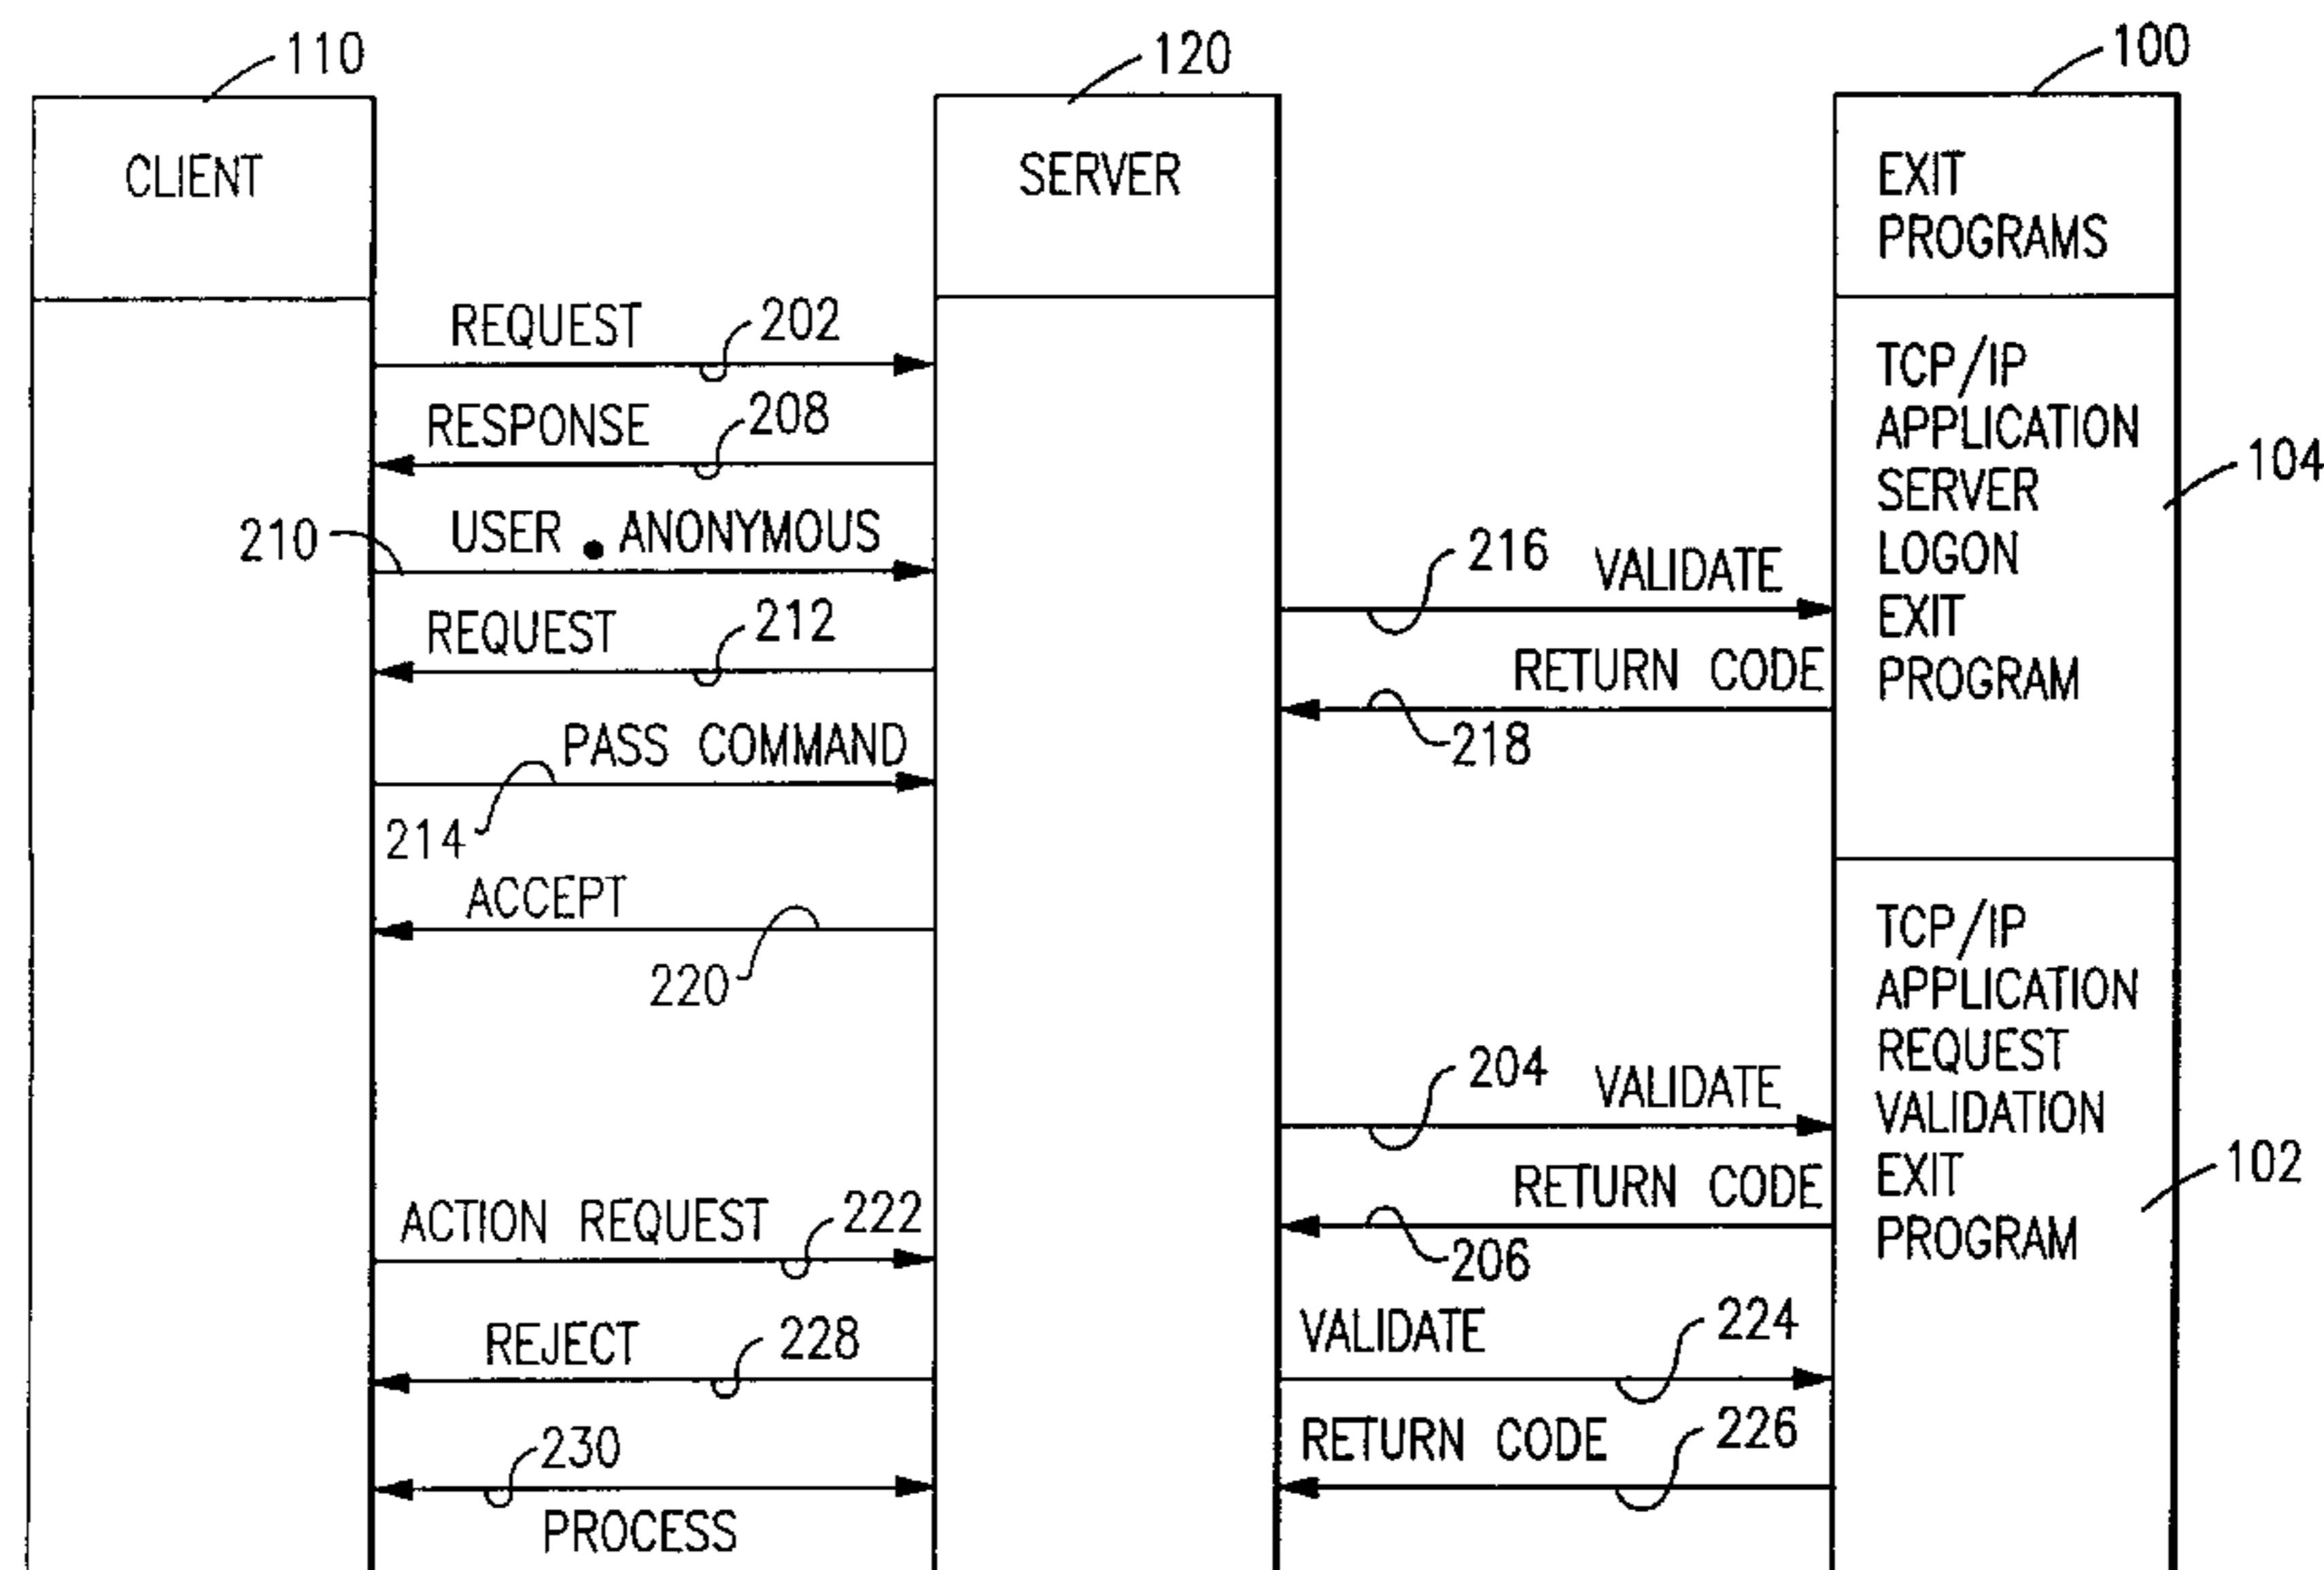 110
120
100
CLIENT
SERVER
EXIT
PROGRAMS
REQUEST
202
RESPONSE
208
210
USER . ANONYMOUS
REQUEST
212
PASS COMMAND
214
ACCEPT
220
ACTION REQUEST
222
REJECT
228
230
PROCESS
216
VALIDATE
RETURN CODE
218
204
VALIDATE
RETURN CODE
206
VALIDATE
224
RETURN CODE
226
TCP/IP
APPLICATION
SERVER
LOGON
EXIT
PROGRAM
104
TCP/IP
APPLICATION
REQUEST
VALIDATION
EXIT
PROGRAM
102